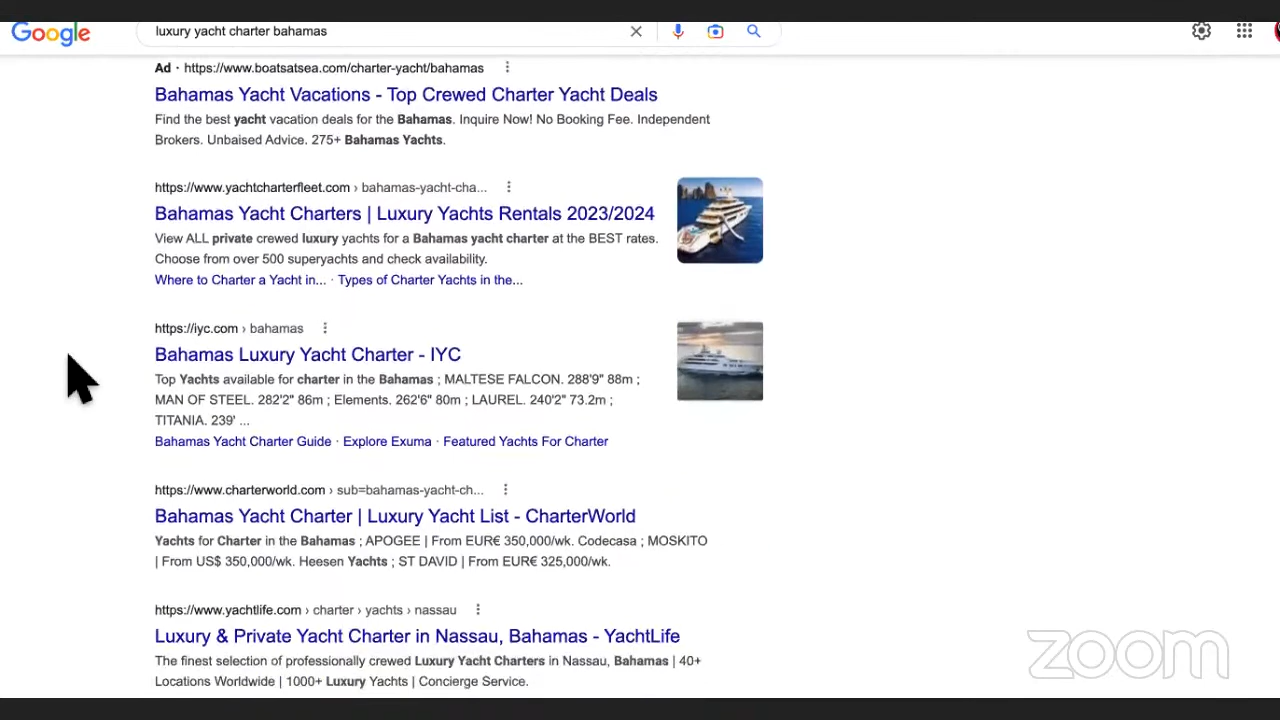 Google
luxury yacht charter bahamas
Ad · https://www.boatsatsea.com/charter-yacht/bahamas
Bahamas Yacht Vacations - Top Crewed Charter Yacht Deals
Find the best yacht vacation deals for the Bahamas. Inquire Now! No Booking Fee. Independent
Brokers. Unbaised Advice. 275+ Bahamas Yachts.
https://www.yachtcharterfleet.com › bahamas-yacht-cha...
Bahamas Yacht Charters | Luxury Yachts Rentals 2023/2024
View ALL private crewed luxury yachts for a Bahamas yacht charter at the BEST rates.
Choose from over 500 superyachts and check availability.
Where to Charter a Yacht in... · Types of Charter Yachts in the...
https://iyc.com › bahamas
Bahamas Luxury Yacht Charter - IYC
Top Yachts available for charter in the Bahamas ; MALTESE FALCON. 288'9" 88m ;
MAN OF STEEL. 282'2" 86m ; Elements. 262'6" 80m ; LAUREL. 240'2" 73.2m ;
TITANIA. 239' ...
Bahamas Yacht Charter Guide · Explore Exuma · Featured Yachts For Charter
https://www.charterworld.com › sub=bahamas-yacht-ch...
Bahamas Yacht Charter | Luxury Yacht List - CharterWorld
Yachts for Charter in the Bahamas ; APOGEE | From EUR€ 350,000/wk. Codecasa ; MOSKITO
| From US$ 350,000/wk. Heesen Yachts ; ST DAVID | From EUR€ 325,000/wk.
https://www.yachtlife.com › charter › yachts › nassau
Luxury & Private Yacht Charter in Nassau, Bahamas - YachtLife
The finest selection of professionally crewed Luxury Yacht Charters in Nassau, Bahamas | 40+
Locations Worldwide | 1000+ Luxury Yachts | Concierge Service.
zoom